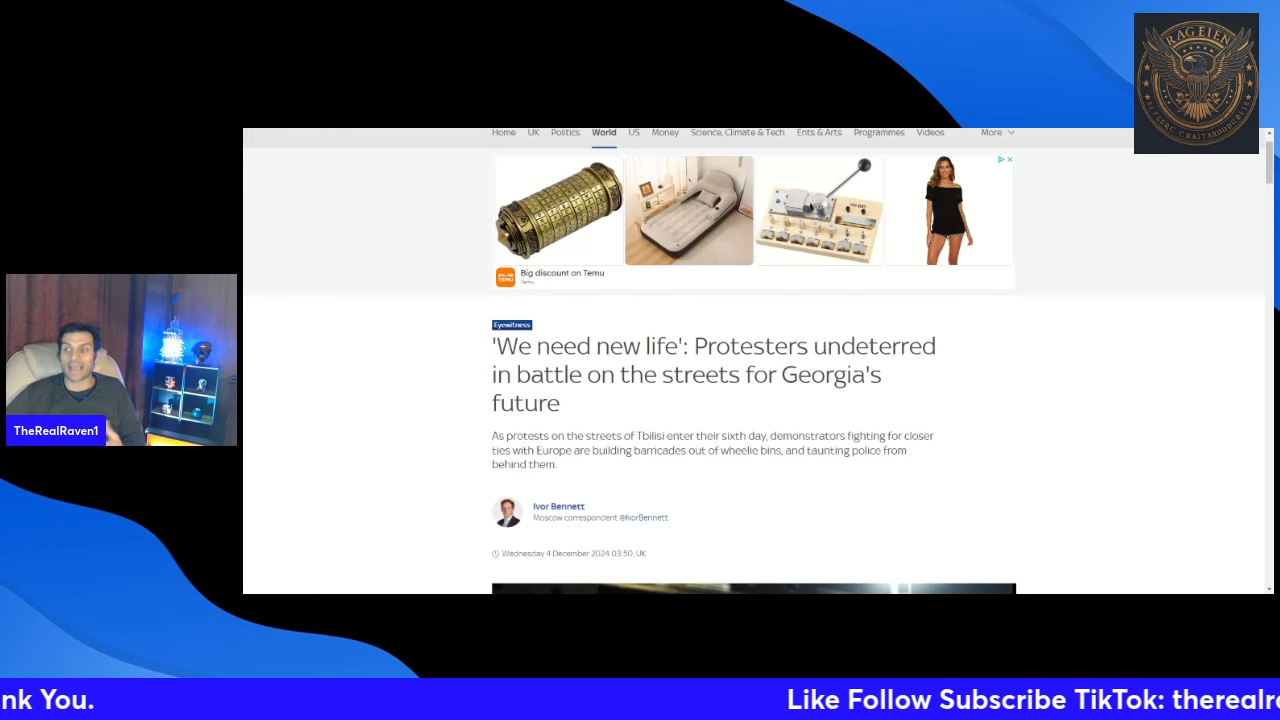 RAGEIEN
Home UK Politics World US Money Science, Climate & Tech Ents & Arts Programmes Videos More
Big discount on Temu
Temu
Eyewitness
'We need new life': Protesters undeterred
in battle on the streets for Georgia's
future
As protests on the streets of Tbilisi enter their sixth day, demonstrators fighting for closer
ties with Europe are building barricades out of wheelie bins, and taunting police from
behind them.
Ivor Bennett
Moscow correspondent @IvorBennett
Wednesday 4 December 2024 03:50, UK
TheRealRaven1
nk You.
Like Follow Subscribe TikTok: therealr